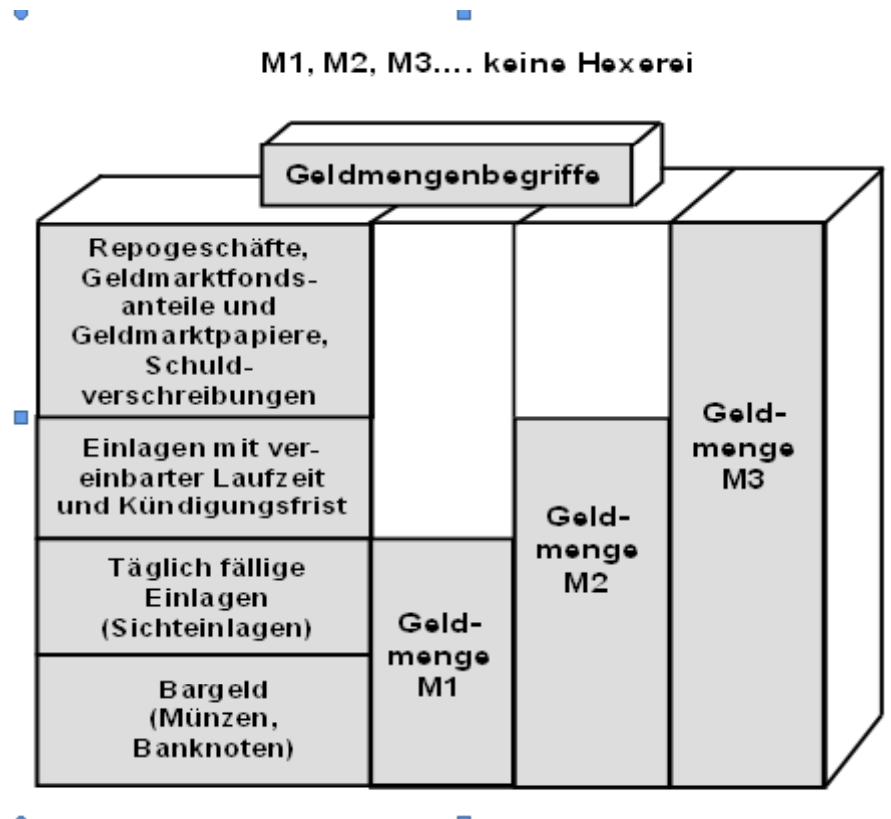 M1, M2, M3.... keine Hexerei
Geldmengenbegriffe
Repogeschäfte,
Geldmarktfonds-
anteile und
Geldmarktpapiere,
Schuld-
verschreibungen
Einlagen mit ver-
einbarter Laufzeit
und Kündigungsfrist
Täglich fällige
Einlagen
(Sichteinlagen)
Bargeld
(Münzen,
Banknoten)
Geld-
menge
M1
Geld-
menge
M2
Geld-
menge
M3